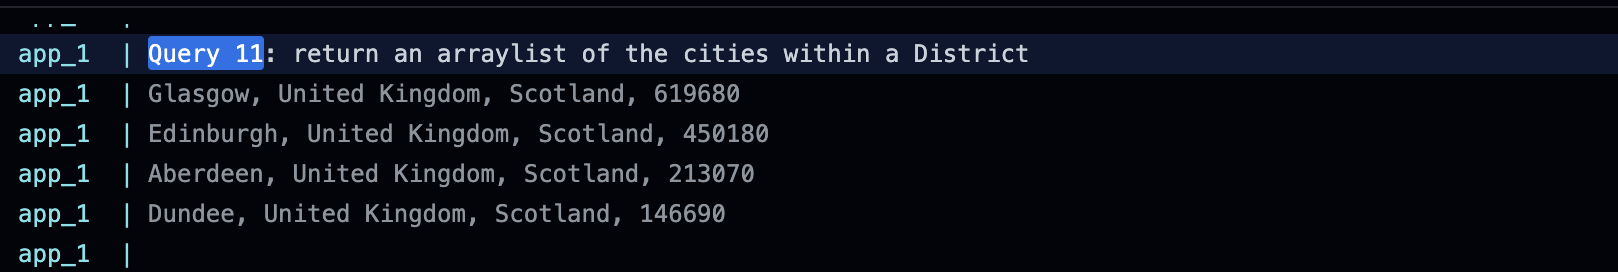 app_1 | Query 11: return an arraylist of the cities within a District
app_1 | Glasgow, United Kingdom, Scotland, 619680
app_1 | Edinburgh, United Kingdom, Scotland, 450180
app_1 | Aberdeen, United Kingdom, Scotland, 213070
app_1 | Dundee, United Kingdom, Scotland, 146690
app_1 |